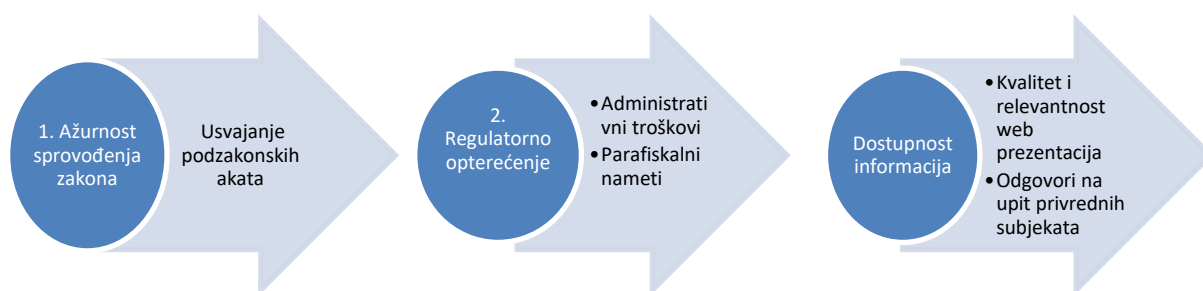 1. Ažurnost
sprovođenja
zakona
Usvajanje
podzakonskih
akata
2.
Regulatorno
opterećenje
•Administrati
vni troškovi
•Parafiskalni
nameti
Dostupnost
informacija
•Kvalitet i
relevantnost
web
prezentacija
•Odgovori na
upit privrednih
subjekata